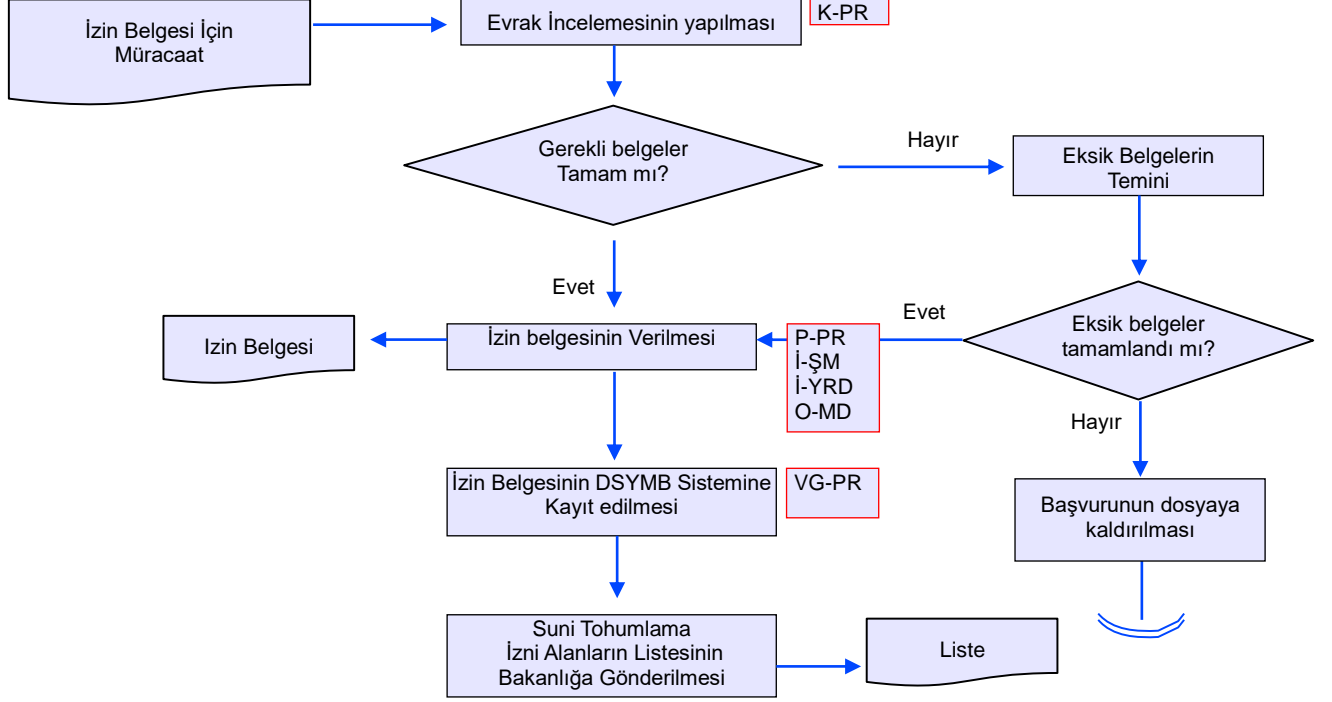 K-PR
İzin Belgesi İçin
Müracaat
Evrak İncelemesinin yapılması
Gerekli belgeler
Tamam mı?
Hayır
Eksik Belgelerin
Temini
Evet
Izin Belgesi
İzin belgesinin Verilmesi
P-PR
İ-ŞM
İ-YRD
O-MD
Evet
Eksik belgeler
tamamlandı mı?
Hayır
İzin Belgesinin DSYMB Sistemine
Kayıt edilmesi
VG-PR
Başvurunun dosyaya
kaldırılması
Suni Tohumlama
İzni Alanların Listesinin
Bakanlığa Gönderilmesi
Liste